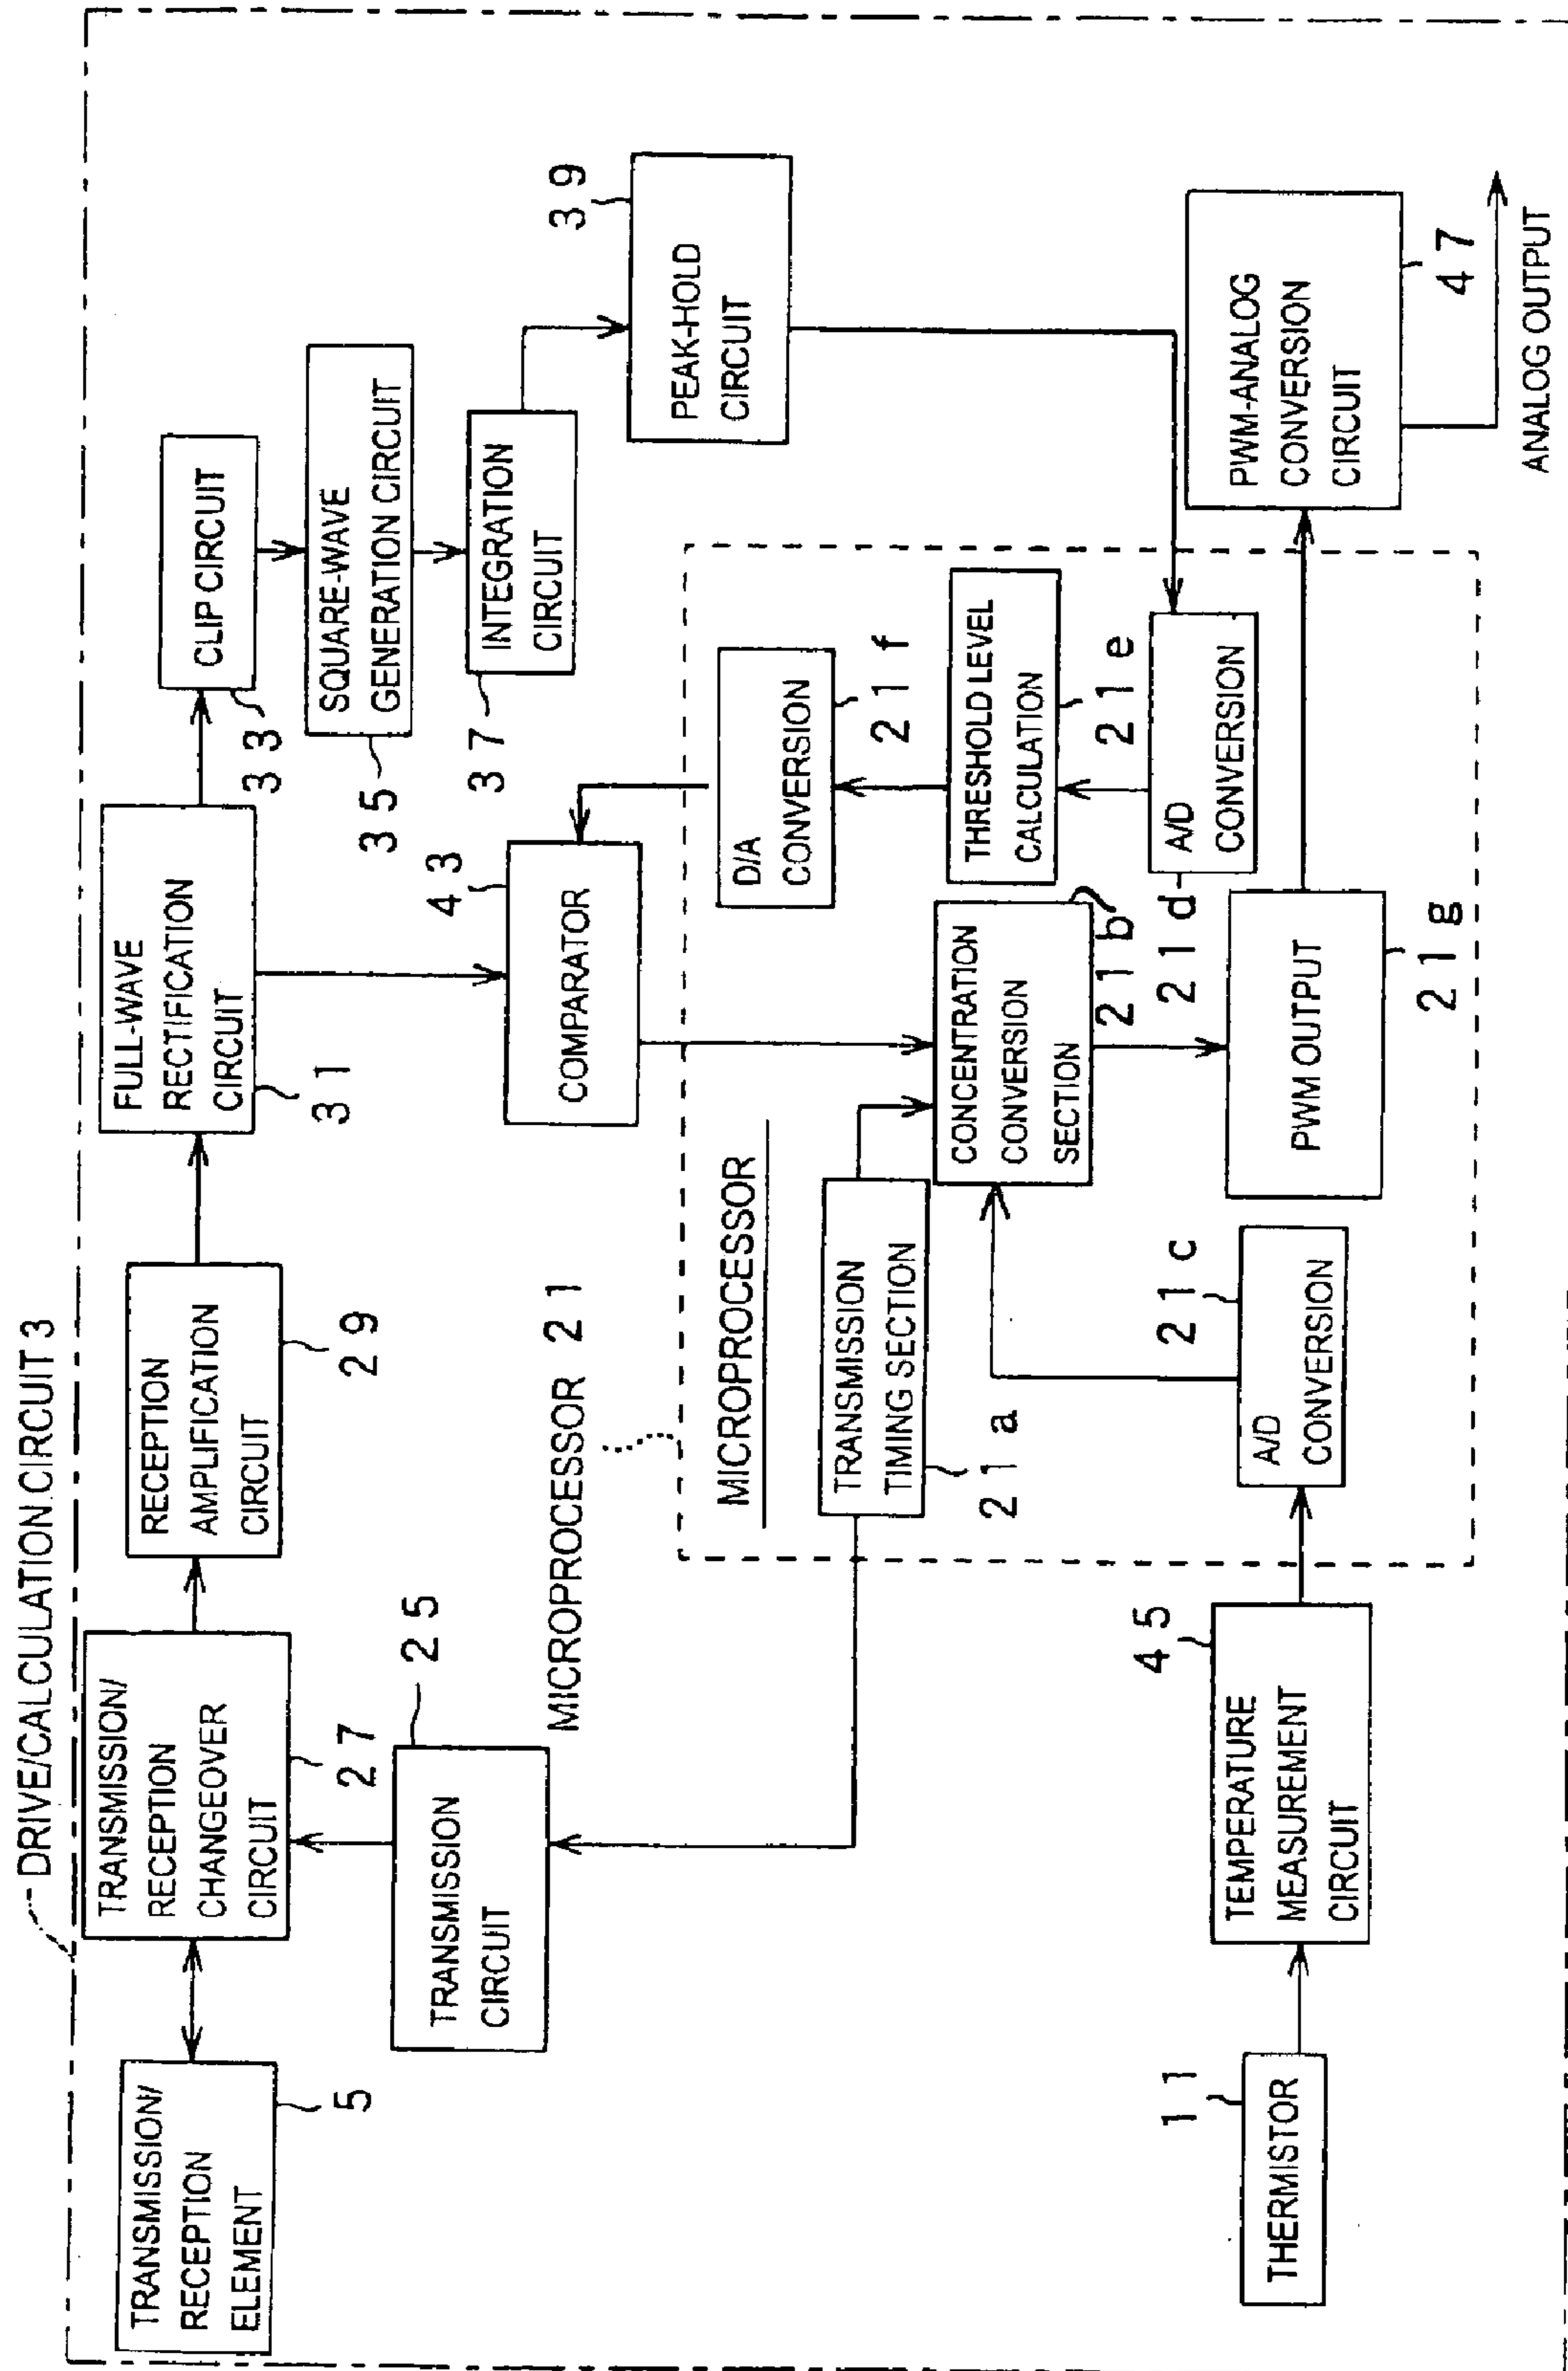 DRIVE/CALCULATION CIRCUIT 3
TRANSMISSION/
RECEPTION
ELEMENT
5
TRANSMISSION/
RECEPTION
CHANGEOVER
CIRCUIT
27
RECEPTION
AMPLIFICATION
CIRCUIT
29
FULL-WAVE
RECTIFICATION
CIRCUIT
31
CLIP CIRCUIT
33
SQUARE-WAVE
GENERATION CIRCUIT
35
INTEGRATION
CIRCUIT
37
PEAK-HOLD
CIRCUIT
39
TRANSMISSION
CIRCUIT
25
COMPARATOR
43
MICROPROCESSOR 21
MICROPROCESSOR
TRANSMISSION
TIMING SECTION
21a
CONCENTRATION
CONVERSION
SECTION
21b
D/A
CONVERSION
21f
THRESHOLD LEVEL
CALCULATION
21e
A/D
CONVERSION
21d
A/D
CONVERSION
21c
PWM OUTPUT
21g
THERMISTOR
11
TEMPERATURE
MEASUREMENT
CIRCUIT
45
PWM-ANALOG
CONVERSION
CIRCUIT
47
ANALOG OUTPUT